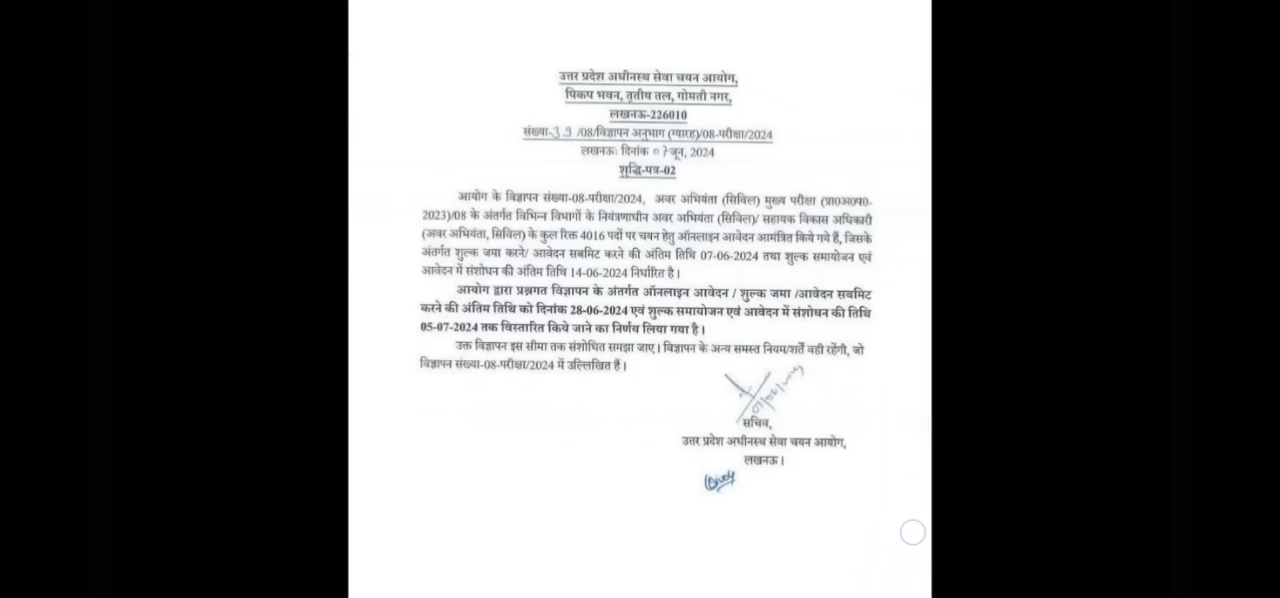 उत्तर प्रदेश अधीनस्थ सेवा चयन आयोग,
पिकप भवन, तृतीय तल, गोमती नगर,
लखनऊ-226010
संख्या-39 /08/विज्ञापन अनुभाग (ग्यारह)/08-परीक्षा/2024
लखनऊः दिनांक 07 जून, 2024
शुद्धि-पत्र-02
आयोग के विज्ञापन संख्या-08-परीक्षा/2024, अवर अभियंता (सिविल) मुख्य परीक्षा (प्रा0अ0प0-
2023)/08 के अंतर्गत विभिन्न विभागों के नियंत्रणाधीन अवर अभियंता (सिविल)/ सहायक विकास अधिकारी
(अवर अभियंता, सिविल) के कुल रिक्त 4016 पदों पर चयन हेतु ऑनलाइन आवेदन आमंत्रित किये गये हैं, जिसके
अंतर्गत शुल्क जमा करने/ आवेदन सबमिट करने की अंतिम तिथि 07-06-2024 तथा शुल्क समायोजन एवं
आवेदन में संशोधन की अंतिम तिथि 14-06-2024 निर्धारित है।
आयोग द्वारा प्रश्नगत विज्ञापन के अंतर्गत ऑनलाइन आवेदन / शुल्क जमा /आवेदन सबमिट
करने की अंतिम तिथि को दिनांक 28-06-2024 एवं शुल्क समायोजन एवं आवेदन में संशोधन की तिथि
05-07-2024 तक विस्तारित किये जाने का निर्णय लिया गया है।
उक्त विज्ञापन इस सीमा तक संशोधित समझा जाए। विज्ञापन के अन्य समस्त नियम/शर्तें वही रहेंगी, जो
विज्ञापन संख्या-08-परीक्षा/2024 में उल्लिखित हैं।
07/06/2024
सचिव,
उत्तर प्रदेश अधीनस्थ सेवा चयन आयोग,
लखनऊ।